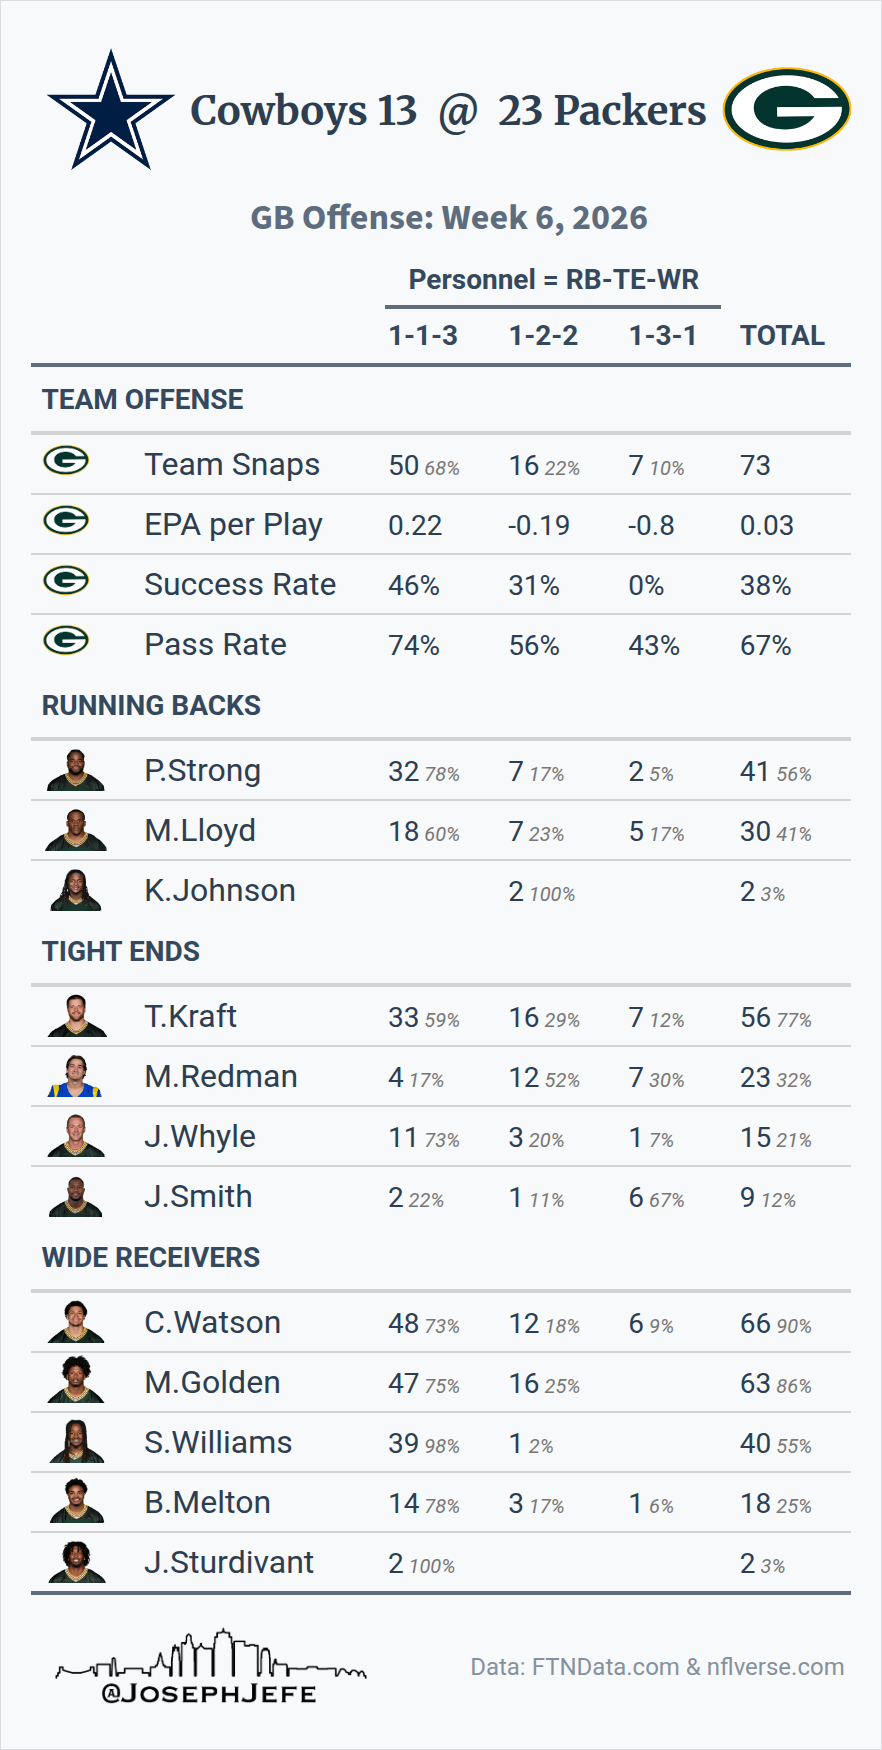 Cowboys 13 @ 23 Packers
GB Offense: Week 6, 2026
Personnel = RB-TE-WR
1-1-3 1-2-2 1-3-1 TOTAL
TEAM OFFENSE
Team Snaps 50 68% 16 22% 7 10% 73
EPA per Play 0.22 -0.19 -0.8 0.03
Success Rate 46% 31% 0% 38%
Pass Rate 74% 56% 43% 67%
RUNNING BACKS
P.Strong 32 78% 7 17% 2 5% 41 56%
M.Lloyd 18 60% 7 23% 5 17% 30 41%
K.Johnson 2 100% 2 3%
TIGHT ENDS
T.Kraft 33 59% 16 29% 7 12% 56 77%
M.Redman 4 17% 12 52% 7 30% 23 32%
J.Whyle 11 73% 3 20% 1 7% 15 21%
J.Smith 2 22% 1 11% 6 67% 9 12%
WIDE RECEIVERS
C.Watson 48 73% 12 18% 6 9% 66 90%
M.Golden 47 75% 16 25% 63 86%
S.Williams 39 98% 1 2% 40 55%
B.Melton 14 78% 3 17% 1 6% 18 25%
J.Sturdivant 2 100% 2 3%
@JosephJefe
Data: FTNData.com & nflverse.com